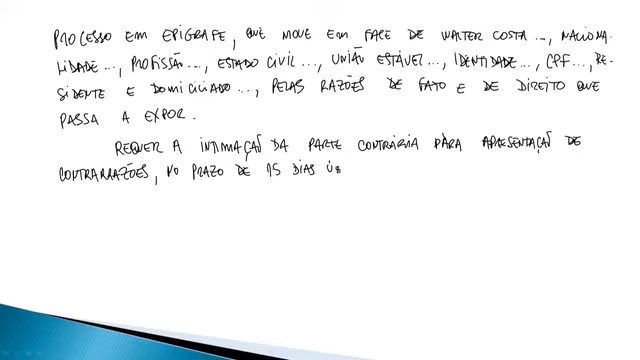 PROCESSO EM EPÍGRAFE, QUE MOVE EM FACE DE WALTER COSTA ..., NACIONA
LIDADE ..., PROFISSÃO ..., ESTADO CIVIL ..., UNIÃO ESTÁVEL ..., IDENTIDADE ..., CPF ..., RE-
SIDENTE E DOMICILIADO ..., PELAS RAZÕES DE FATO E DE DIREITO QUE
PASSA A EXPOR.
REQUER A INTIMAÇÃO DA PARTE CONTRÁRIA PARA APRESENTAÇÃO DE
CONTRARRAZÕES, NO PRAZO DE 15 DIAS